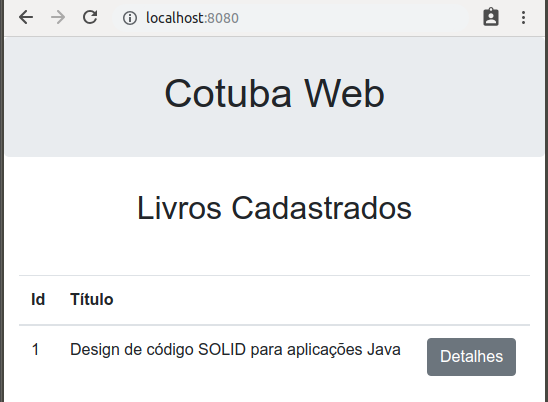 localhost:8080
Cotuba Web
Livros Cadastrados
Id Título
1 Design de código SOLID para aplicações Java Detalhes